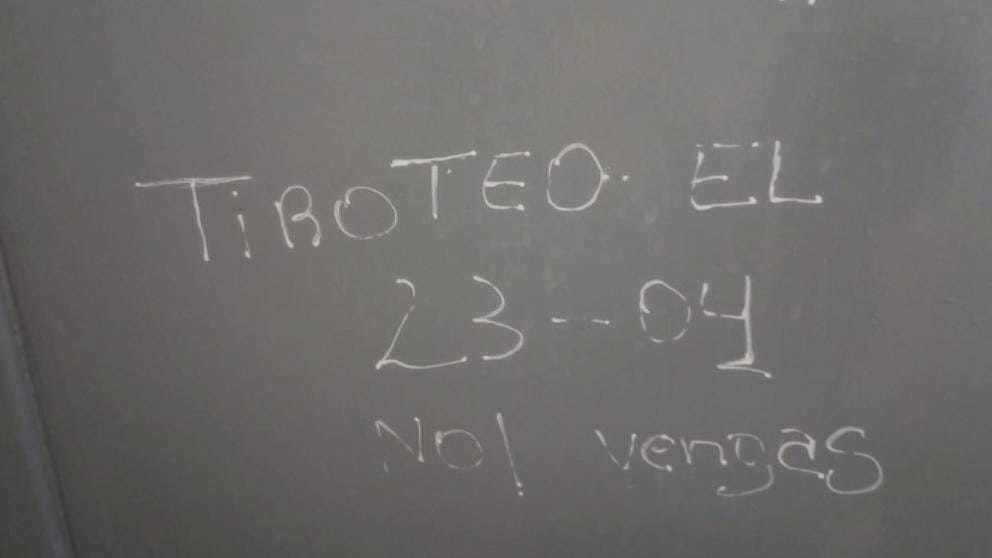 TiROTEO. EL
23-04
NO! vengas